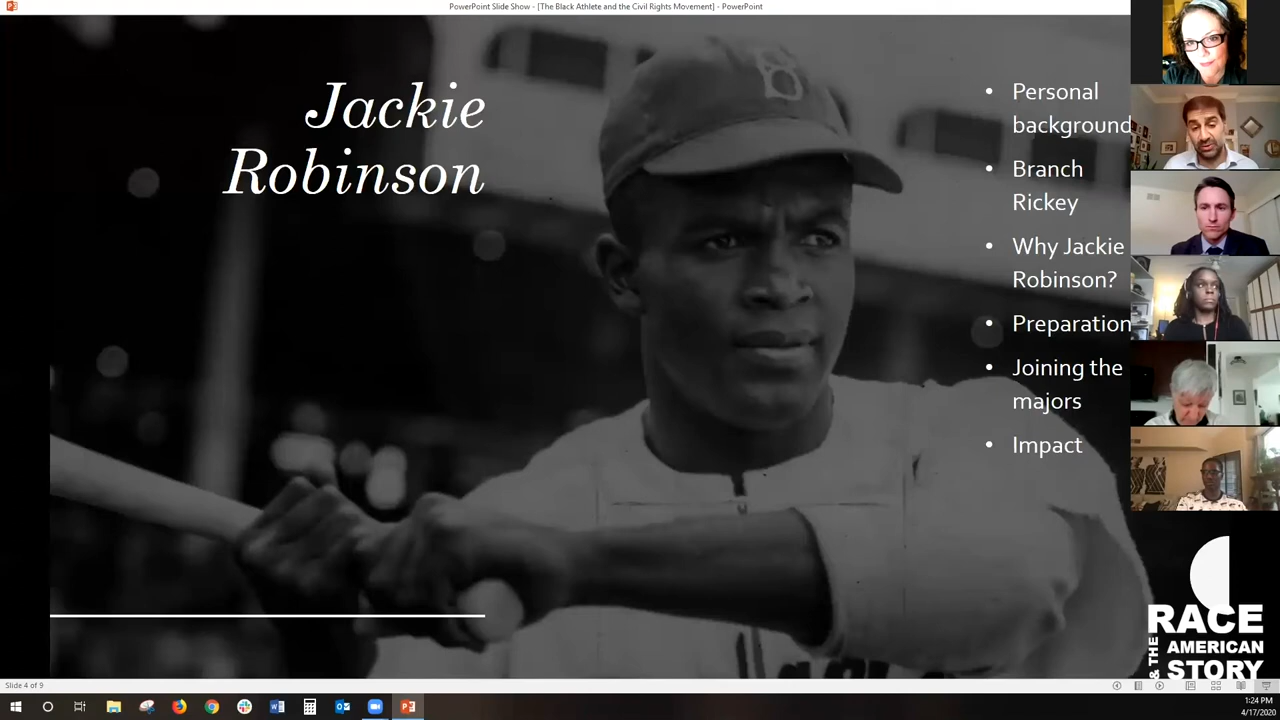 PowerPoint Slide Show - [The Black Athlete and the Civil Rights Movement] - PowerPoint
Jackie
Robinson
• Personal
background
• Branch
Rickey
• Why Jackie
Robinson?
• Preparation
• Joining the
majors
• Impact
B
RACE
& THE
AMERICAN
STORY
Slide 4 of 9
1:24 PM
4/17/2020